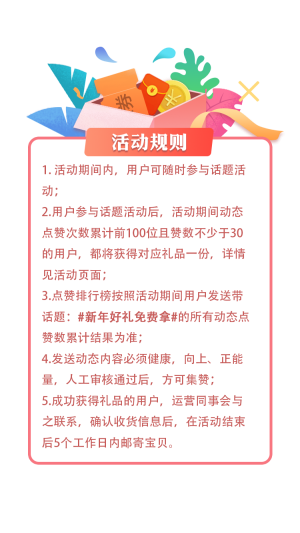 券
活动规则
1. 活动期间内，用户可随时参与话题活
动；
2.用户参与话题活动后，活动期间动态
点赞次数累计前100位且赞数不少于30
的用户，都将获得对应礼品一份，详情
见活动页面；
3.点赞排行榜按照活动期间用户发送带
话题：#新年好礼免费拿#的所有动态点
赞数累计结果为准；
4.发送动态内容必须健康，向上、正能
量，人工审核通过后，方可集赞；
5.成功获得礼品的用户，运营同事会与
之联系，确认收货信息后，在活动结束
后5个工作日内邮寄宝贝。